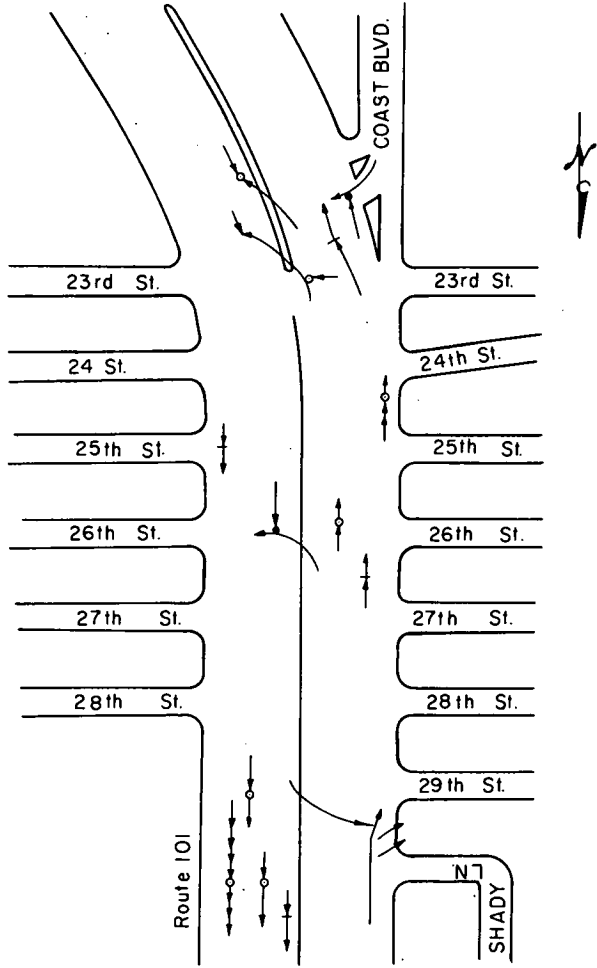 COAST BLVD.
N
23rd St.
23rd St.
24 St.
24th St.
25th St.
25th St.
26th St.
26th St.
27th St.
27th St.
28th St.
28th St.
29th St.
Route 101
LN
SHADY